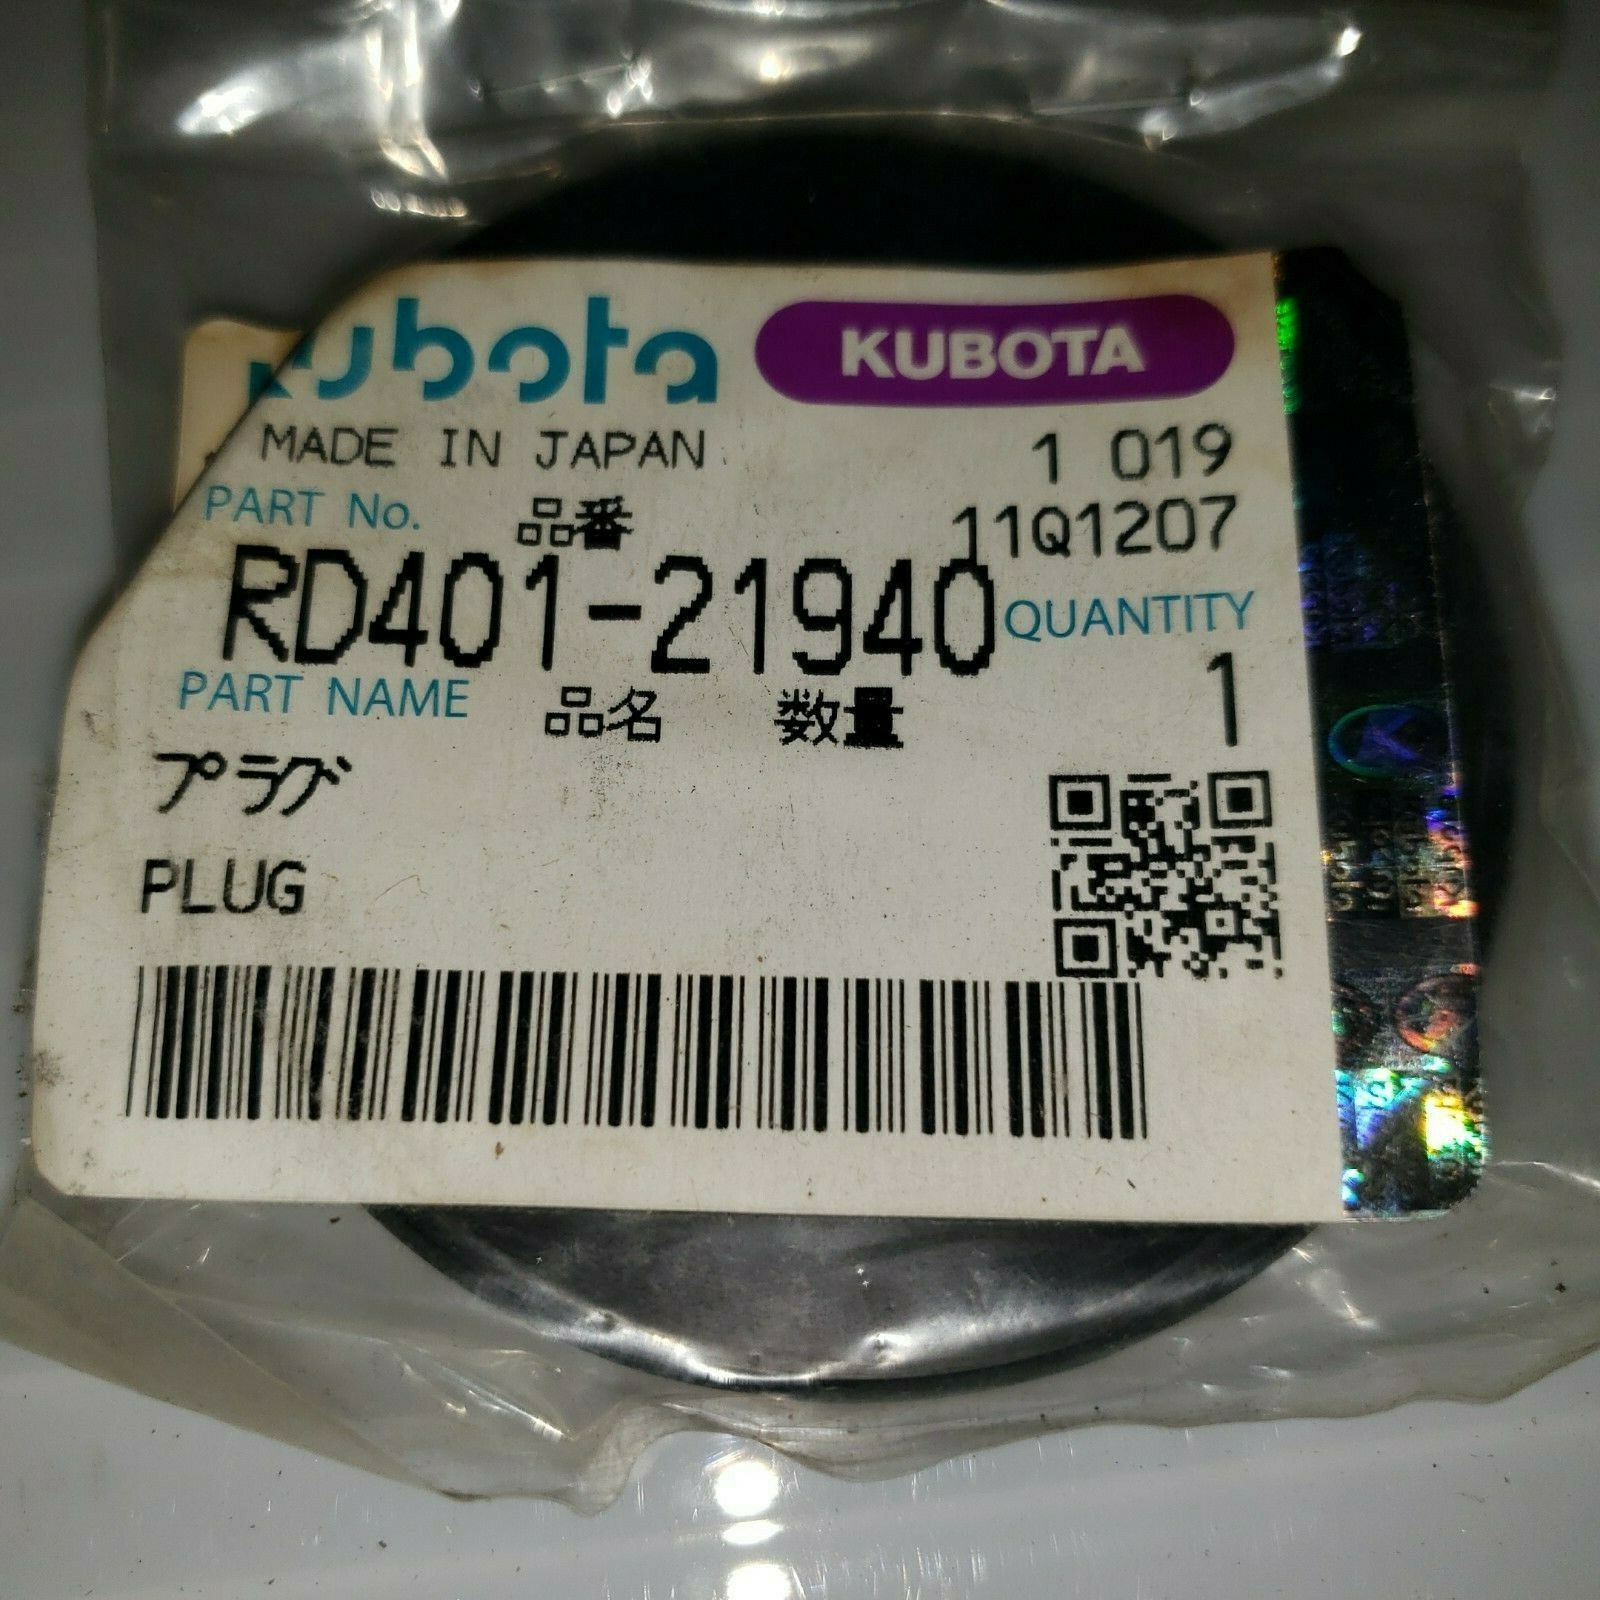 Kubota KUBOTA
MADE IN JAPAN 1 019
PART No. 品番 11Q1207
RD401-21940 QUANTITY
PART NAME 品名 数量 1
プラグ
PLUG